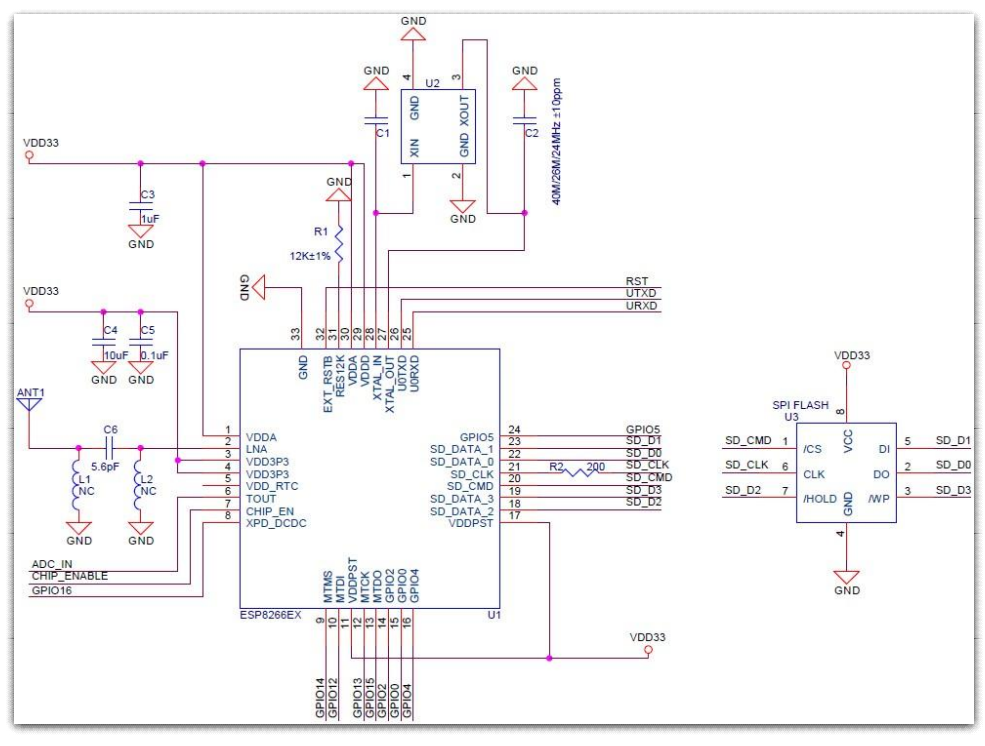 GND
GND
U2
3
GND
4
GND
XOUT
C1
XIN
GND
C2
40M/26M/24MHz ±10ppm
1
2
GND
VDD33
C3
1uF
GND
GND
R1
12K±1%
GND
RST
UTXD
URXD
VDD33
C4
10uF
GND
C5
0.1uF
GND
33
32
31
30
29
28
27
26
25
GND
EXT_RSTB
RES12K
VDDA
VDDD
XTAL_IN
XTAL_OUT
U0TXD
U0RXD
ANT1
C6
5.6pF
L1
NC
L2
NC
GND
GND
1 VDDA
2 LNA
3 VDD3P3
4 VDD3P3
5 VDD_RTC
6 TOUT
7 CHIP_EN
8 XPD_DCDC
GPIO5 24 GPIO5
SD_DATA_1 23 SD_D1
SD_DATA_0 22 SD_D0
SD_CLK 21 R2 200 SD_CLK
SD_CMD 20 SD_CMD
SD_DATA_3 19 SD_D3
SD_DATA_2 18 SD_D2
VDDPST 17
ADC_IN
CHIP_ENABLE
GPIO16
MTMS
MTDI
VDDPST
MTCK
MTDO
GPIO2
GPIO0
GPIO4
ESP8266EX
U1
9
10
11
12
13
14
15
16
GPIO14
GPIO12
GPIO13
GPIO15
GPIO2
GPIO0
GPIO4
VDD33
VDD33
SPI FLASH
U3
8
VCC
SD_CMD 1 /CS
DI 5 SD_D1
SD_CLK 6 CLK
DO 2 SD_D0
SD_D2 7 /HOLD
GND
/WP 3 SD_D3
4
GND